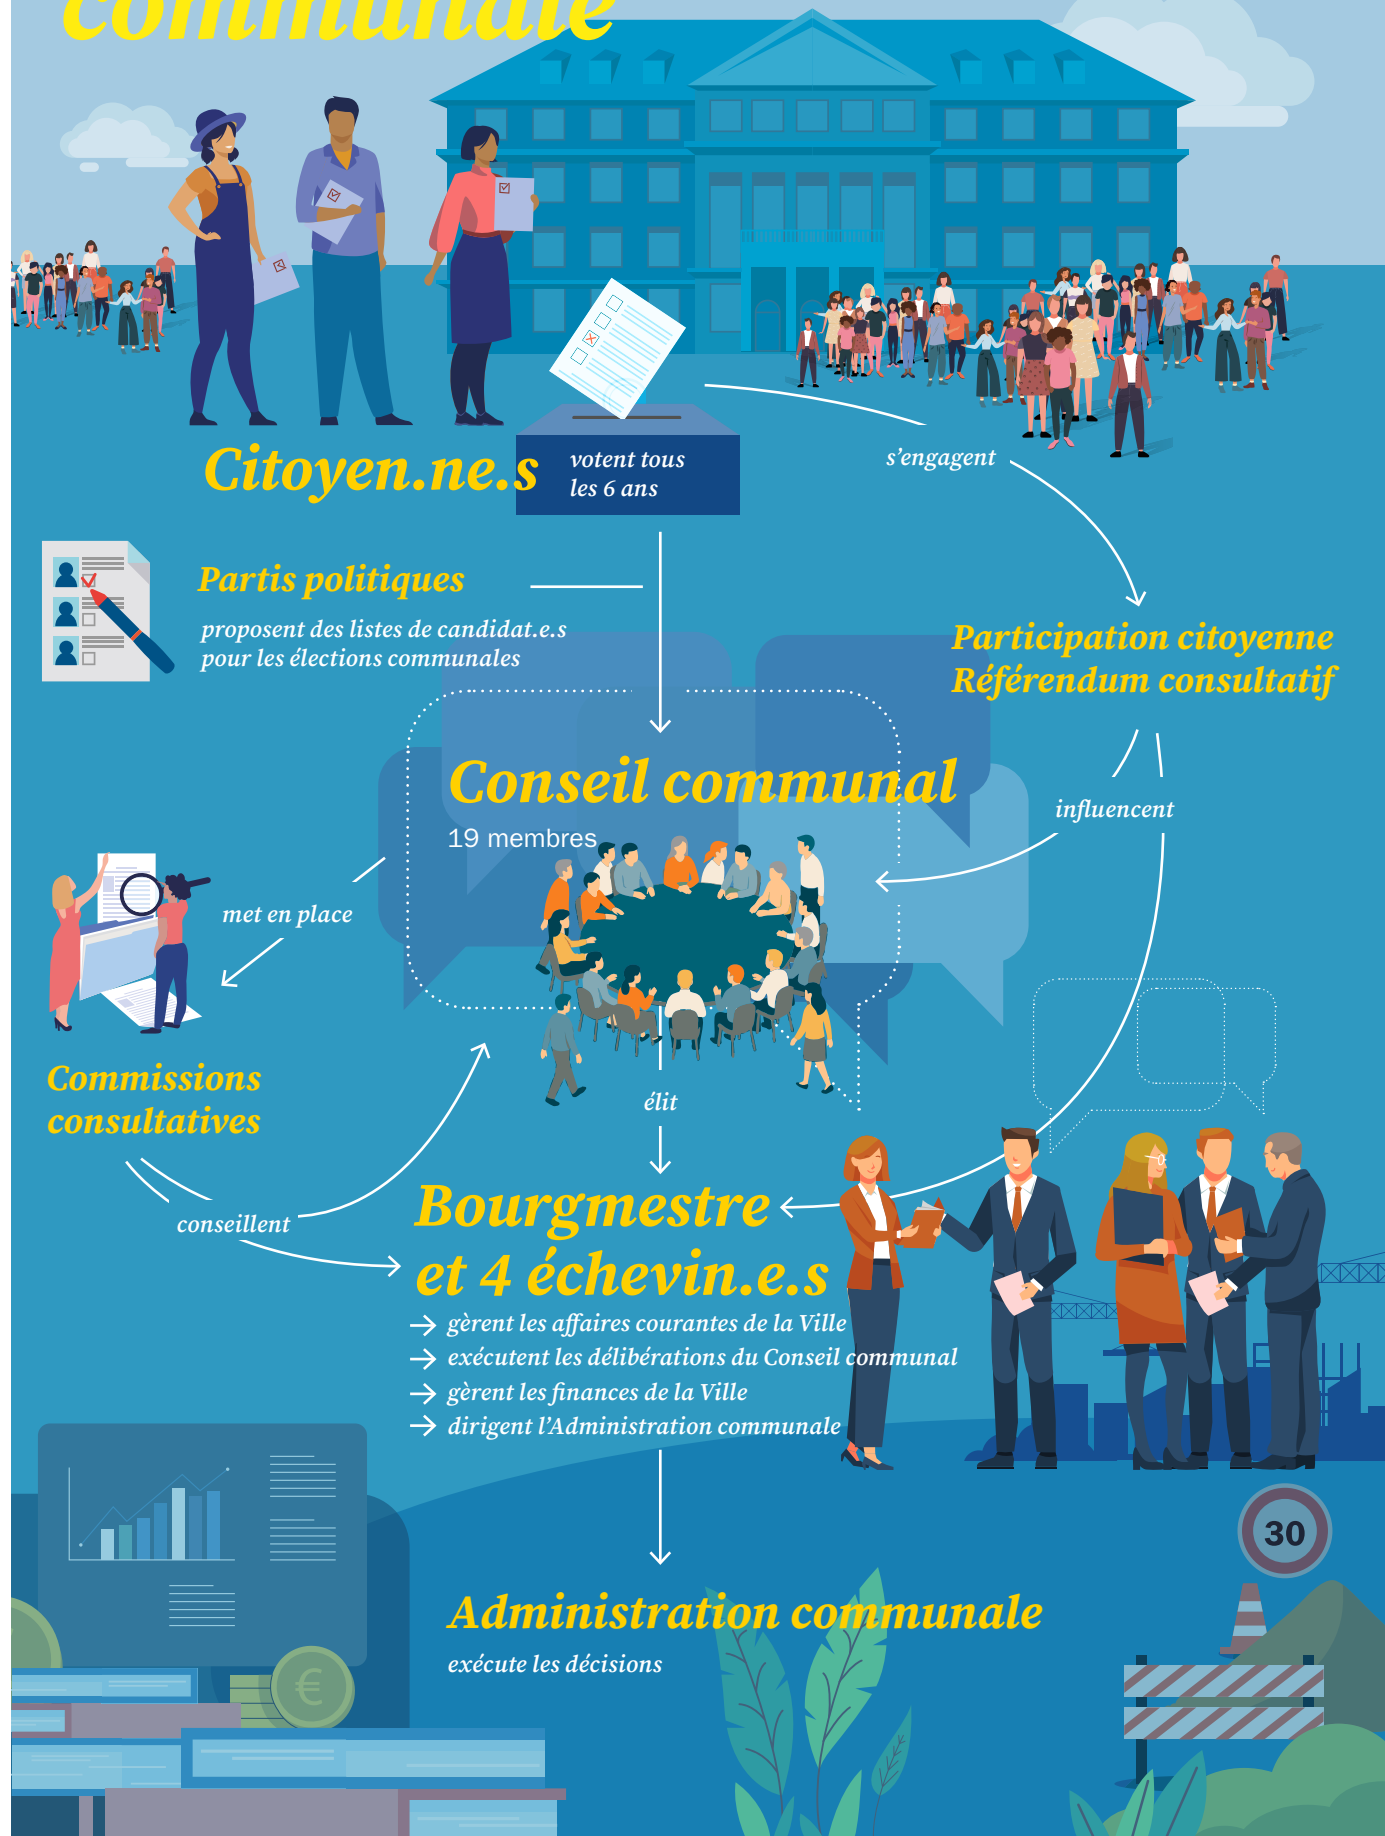 communale
Citoyen.ne.s
votent tous
les 6 ans
s'engagent
Partis politiques
proposent des listes de candidat.e.s
pour les élections communales
Participation citoyenne
Référendum consultatif
Conseil communal
19 membres
influencent
met en place
Commissions
consultatives
élit
conseillent
Bourgmestre
et 4 échevin.e.s
→ gèrent les affaires courantes de la Ville
→ exécutent les délibérations du Conseil communal
→ gèrent les finances de la Ville
→ dirigent l'Administration communale
30
Administration communale
exécute les décisions
€